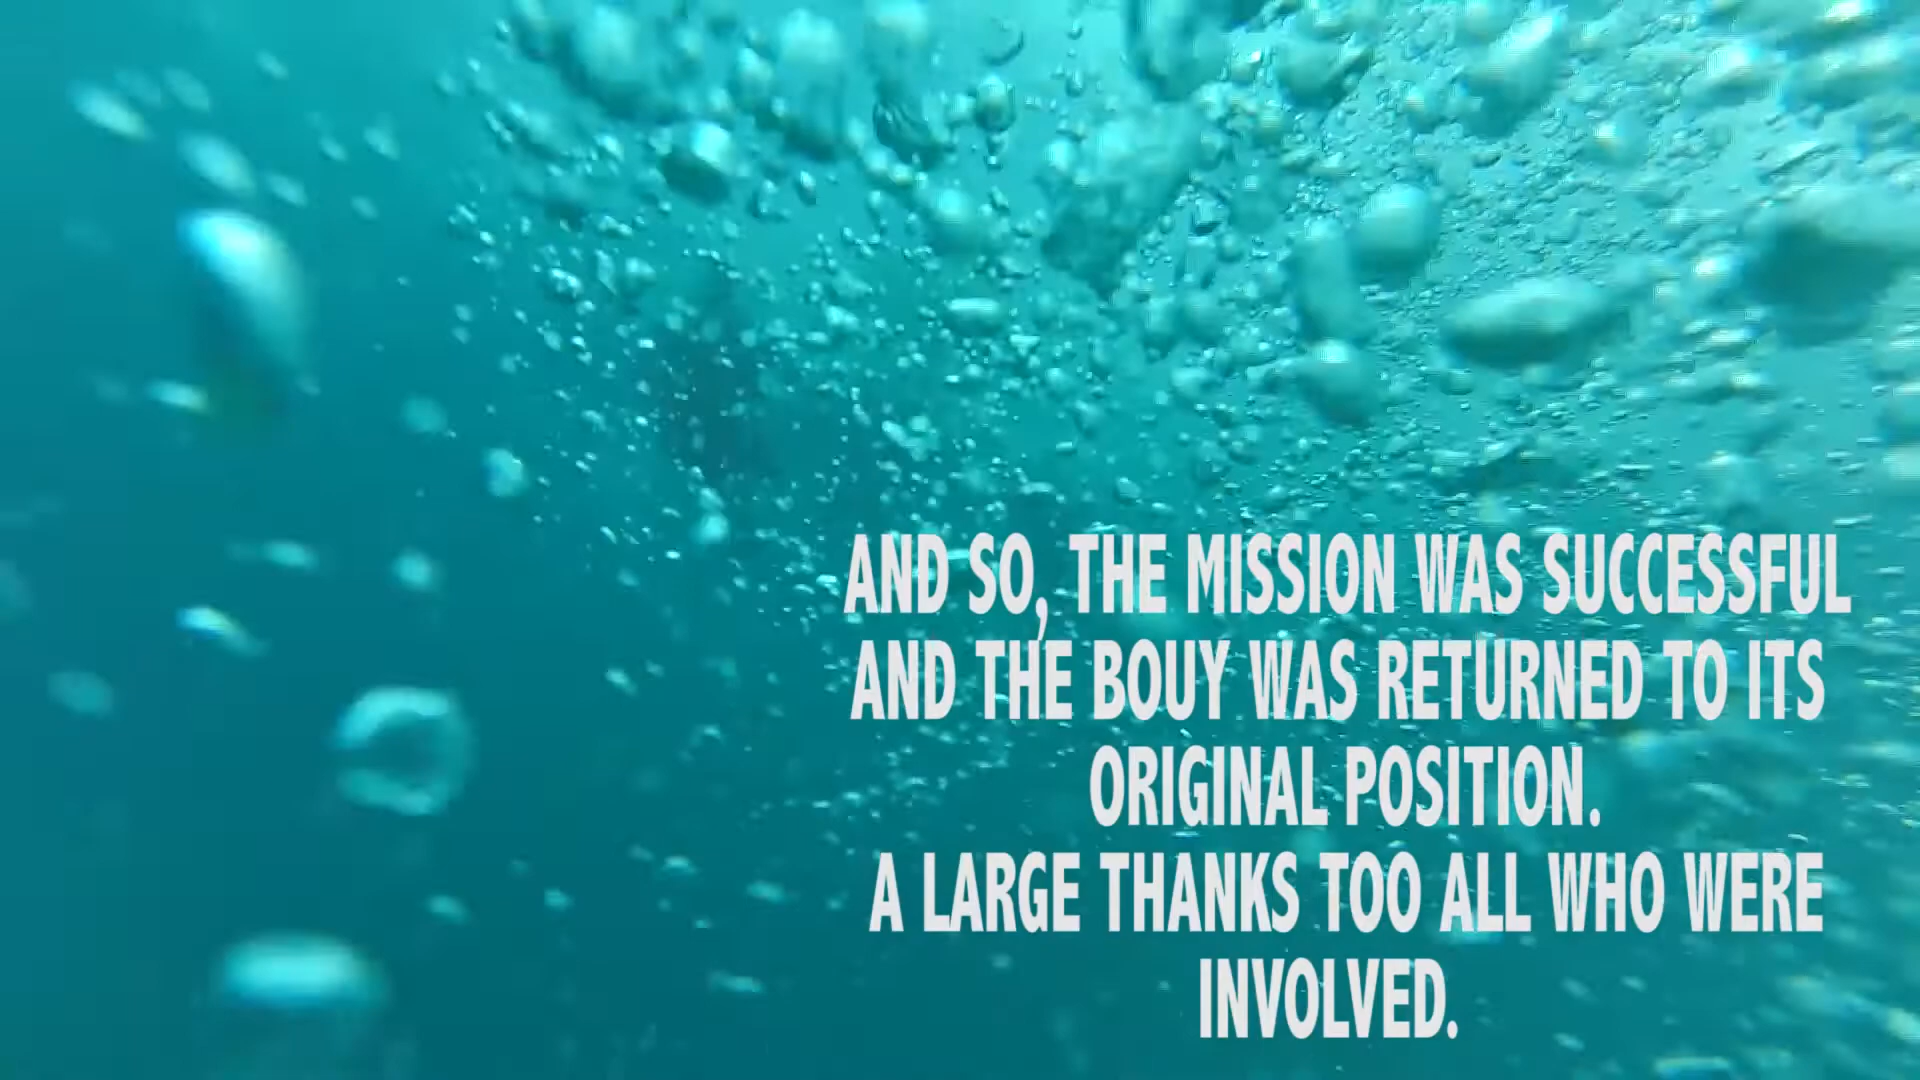 AND SO, THE MISSION WAS SUCCESSFUL
AND THE BOUY WAS RETURNED TO ITS
ORIGINAL POSITION.
A LARGE THANKS TOO ALL WHO WERE
INVOLVED.